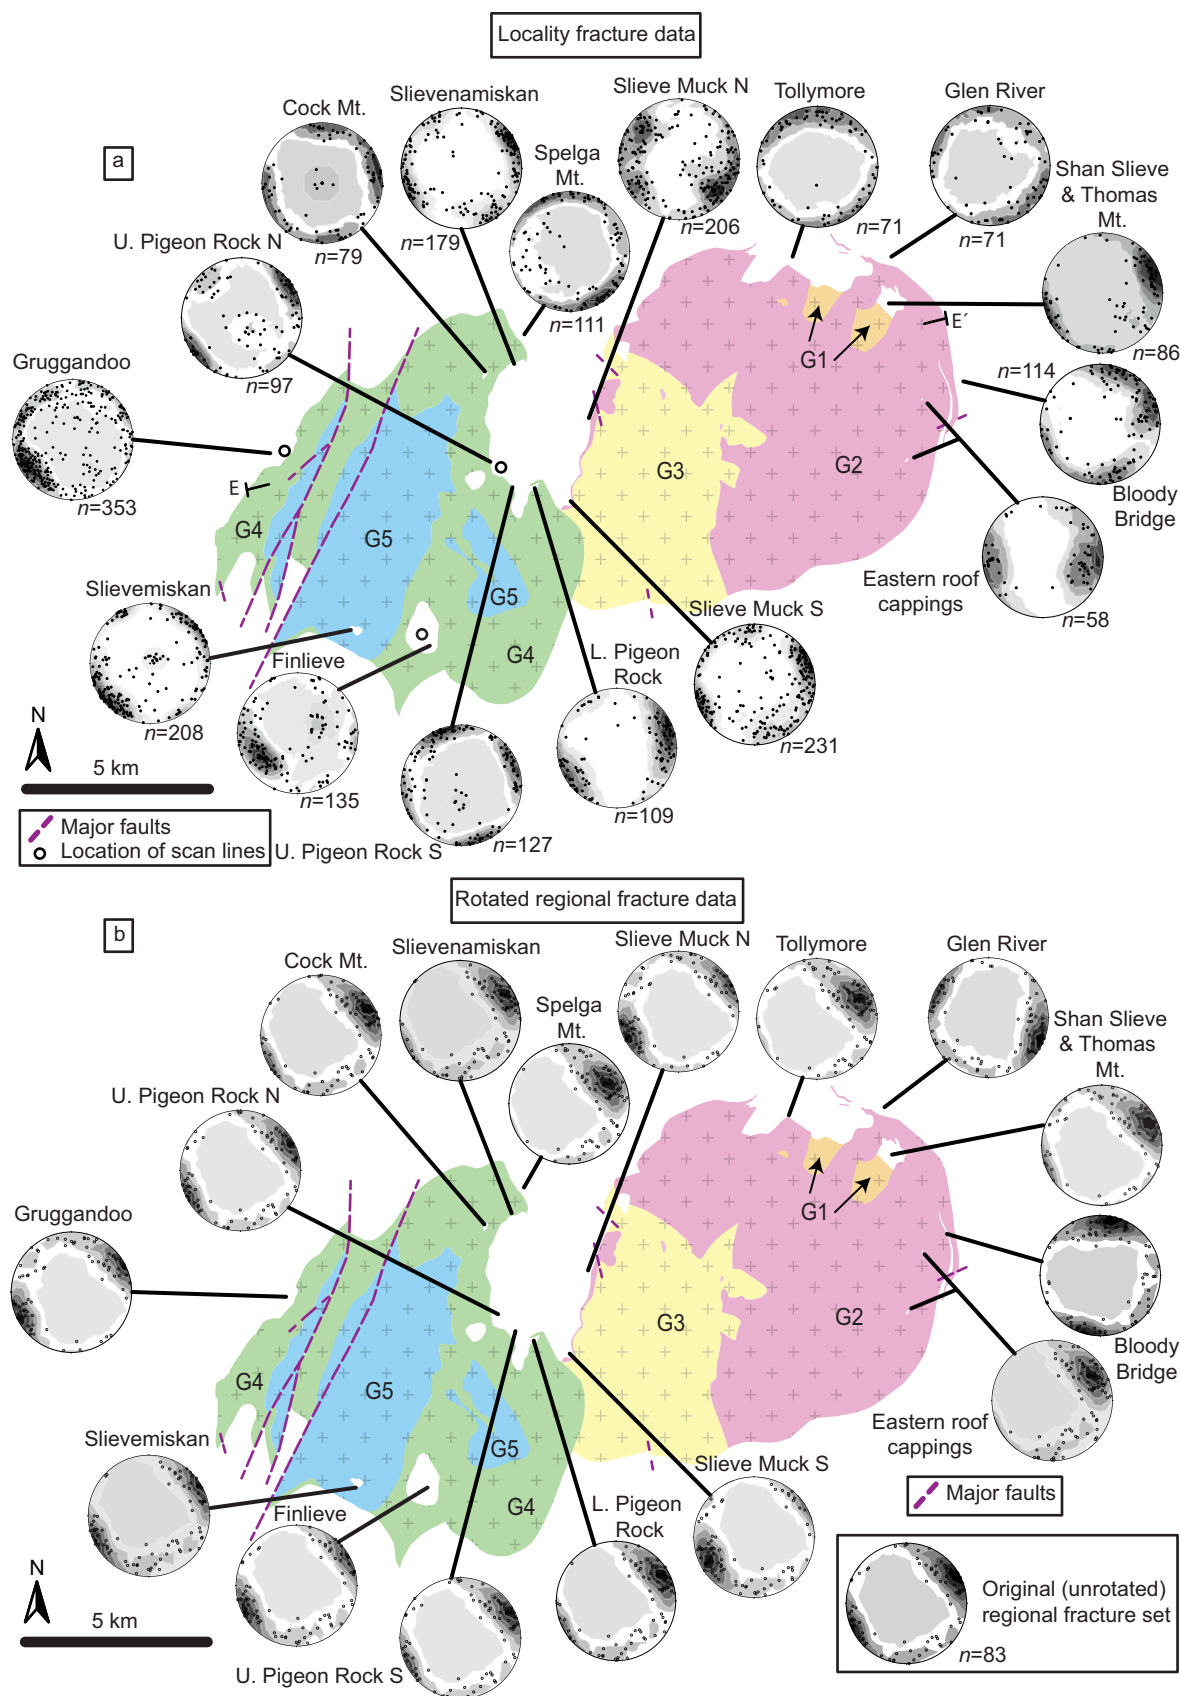 Locality fracture data
a
Cock Mt.
n=79
Slievenamiskan
n=179
Spelga
Mt.
n=111
Slieve Muck N
n=206
Tollymore
n=71
Glen River
n=71
Shan Slieve
& Thomas
Mt.
n=86
U. Pigeon Rock N
n=97
Gruggandoo
n=353
n=114
Bloody
Bridge
Eastern roof
cappings
n=58
E
E´
G1
G2
G3
G4
G5
G5
G4
Slievemiskan
n=208
Finlieve
n=135
U. Pigeon Rock S
n=127
L. Pigeon
Rock
n=109
Slieve Muck S
n=231
N
5 km
Major faults
Location of scan lines
Rotated regional fracture data
b
Cock Mt.
Slievenamiskan
Spelga
Mt.
Slieve Muck N
Tollymore
Glen River
Shan Slieve
& Thomas
Mt.
U. Pigeon Rock N
Gruggandoo
Bloody
Bridge
Eastern roof
cappings
G1
G2
G3
G4
G5
G5
G4
Slievemiskan
Finlieve
U. Pigeon Rock S
L. Pigeon
Rock
Slieve Muck S
N
5 km
Major faults
Original (unrotated)
regional fracture set
n=83